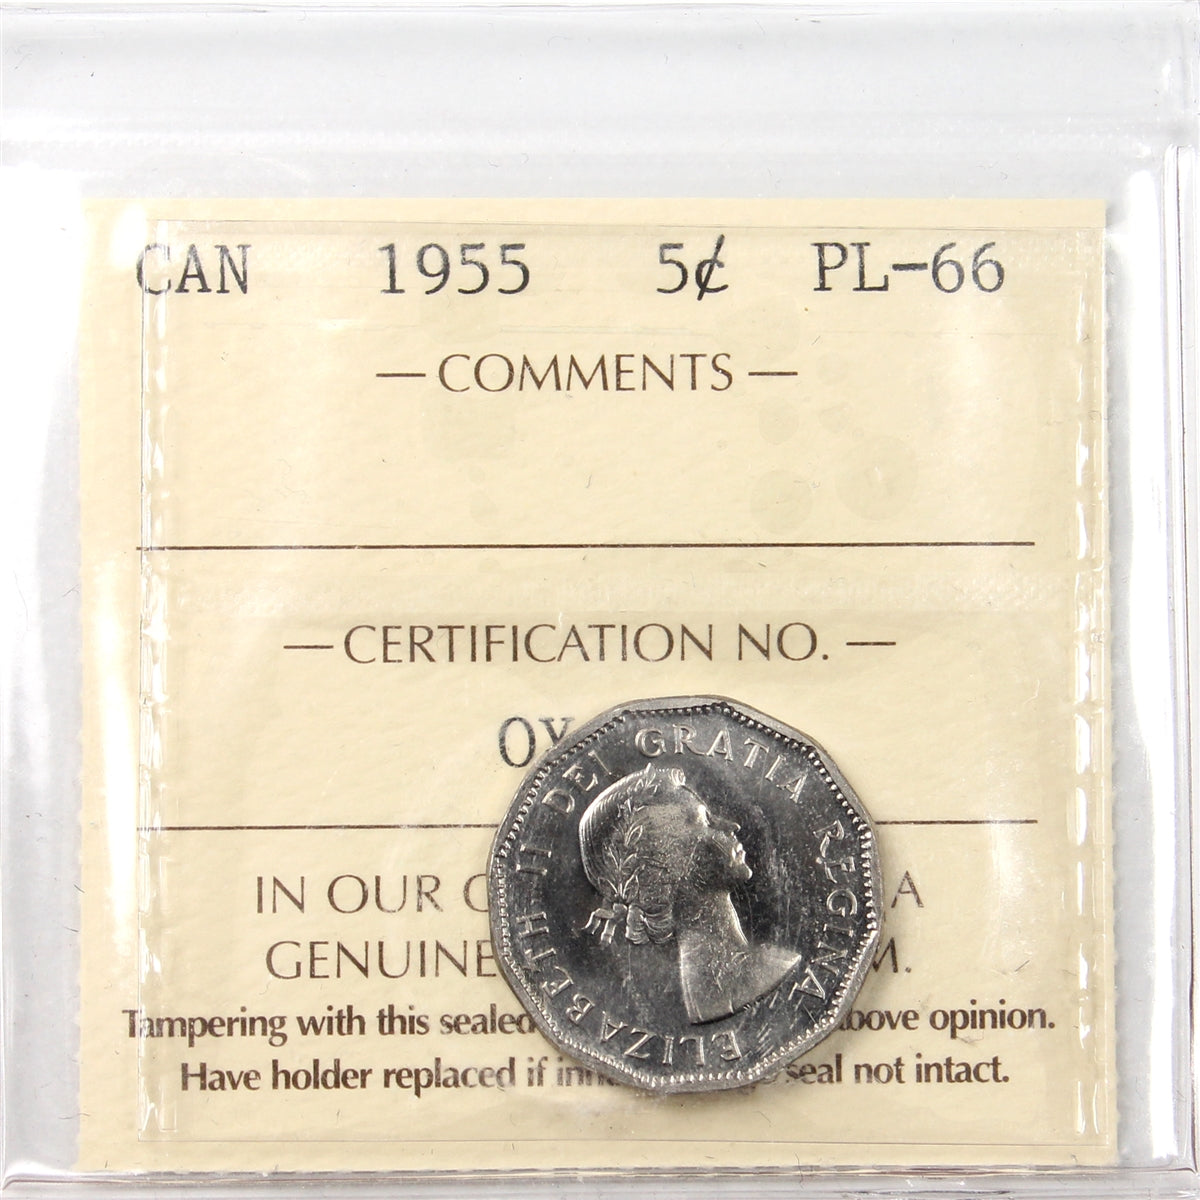 CAN 1955 5¢ PL-66
— COMMENTS —
— CERTIFICATION NO. —
IN OUR A
GENUINE
Tampering with this sealed above opinion.
Have holder replaced if seal not intact.
ELIZABETH II DEI GRATIA REGINA